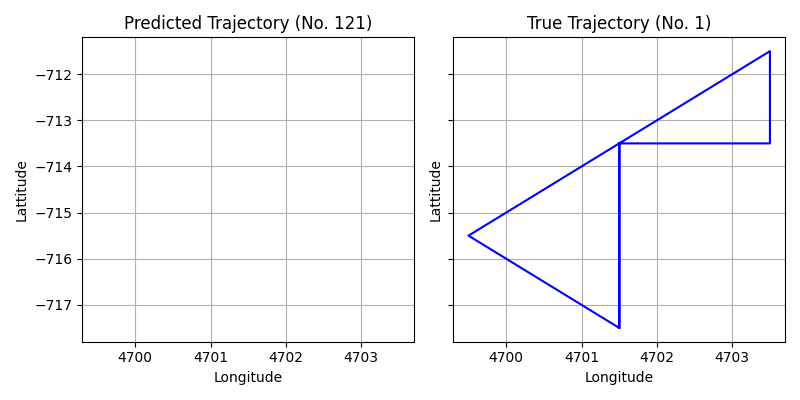 Predicted Trajectory (No. 121)
−712
−713
−714
−715
−716
−717
Lattitude
4700 4701 4702 4703
Longitude
True Trajectory (No. 1)
Lattitude
4700 4701 4702 4703
Longitude